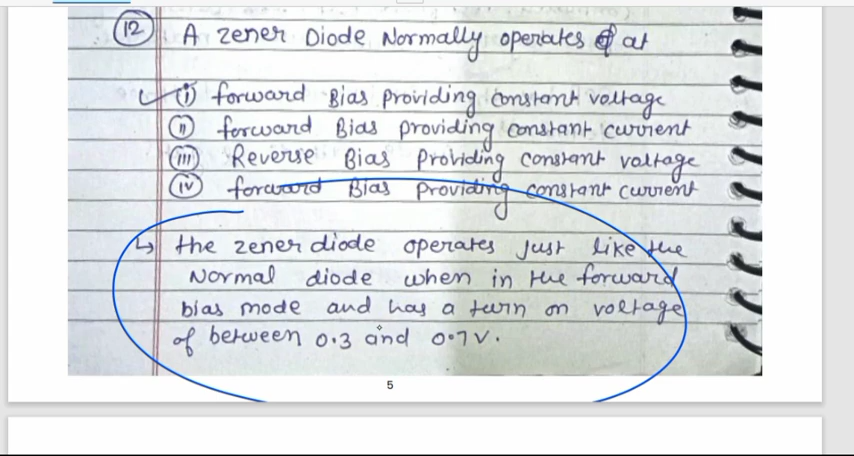 12 A zener Diode Normally operates at
i forward Bias Providing constant voltage
ii forward Bias providing constant current
iii Reverse Bias Providing constant voltage
iv forward Bias Providing constant current
↳ the zener diode operates just like the
Normal diode when in the forward
bias mode and has a turn on voltage
of between 0.3 and 0.7V.
5